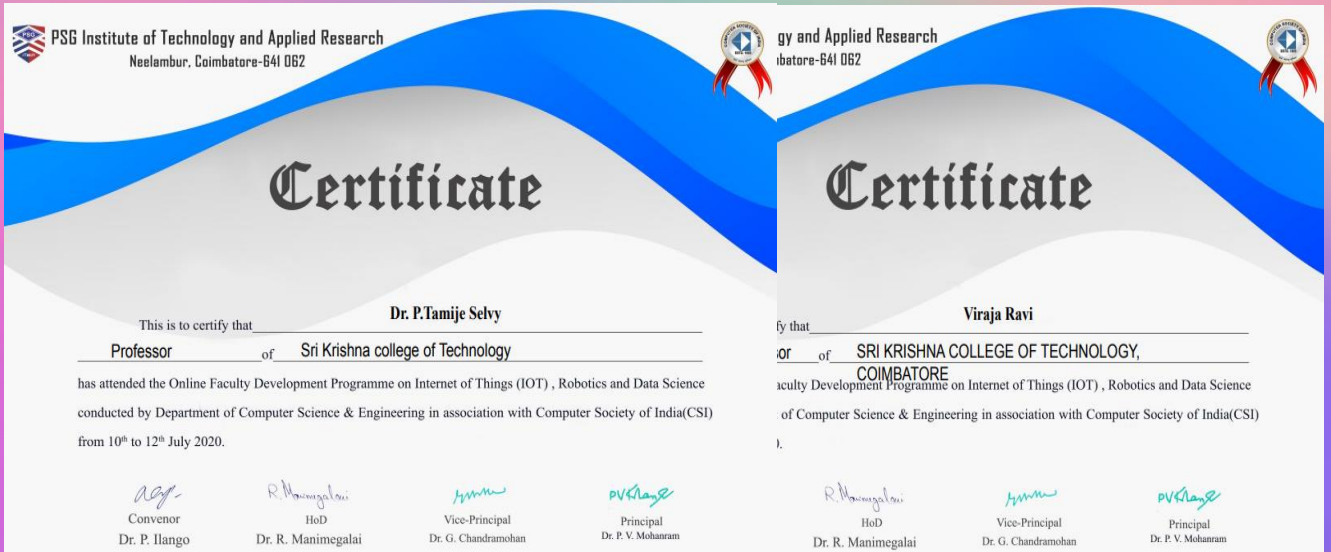 PSG Institute of Technology and Applied Research
Neelambur, Coimbatore-641 062
Certificate
Dr. P.Tamije Selvy
This is to certify that
Professor of Sri Krishna college of Technology
has attended the Online Faculty Development Programme on Internet of Things (IOT) , Robotics and Data Science
conducted by Department of Computer Science & Engineering in association with Computer Society of India(CSI)
from 10th to 12th July 2020.
Convenor
Dr. P. Ilango
HoD
Dr. R. Manimegalai
Vice-Principal
Dr. G. Chandramohan
Principal
Dr. P. V. Mohanram
gy and Applied Research
batore-641 062
Certificate
Viraja Ravi
fy that
or of SRI KRISHNA COLLEGE OF TECHNOLOGY,
COIMBATORE
aculty Development Programme on Internet of Things (IOT) , Robotics and Data Science
of Computer Science & Engineering in association with Computer Society of India(CSI)
HoD
Dr. R. Manimegalai
Vice-Principal
Dr. G. Chandramohan
Principal
Dr. P. V. Mohanram